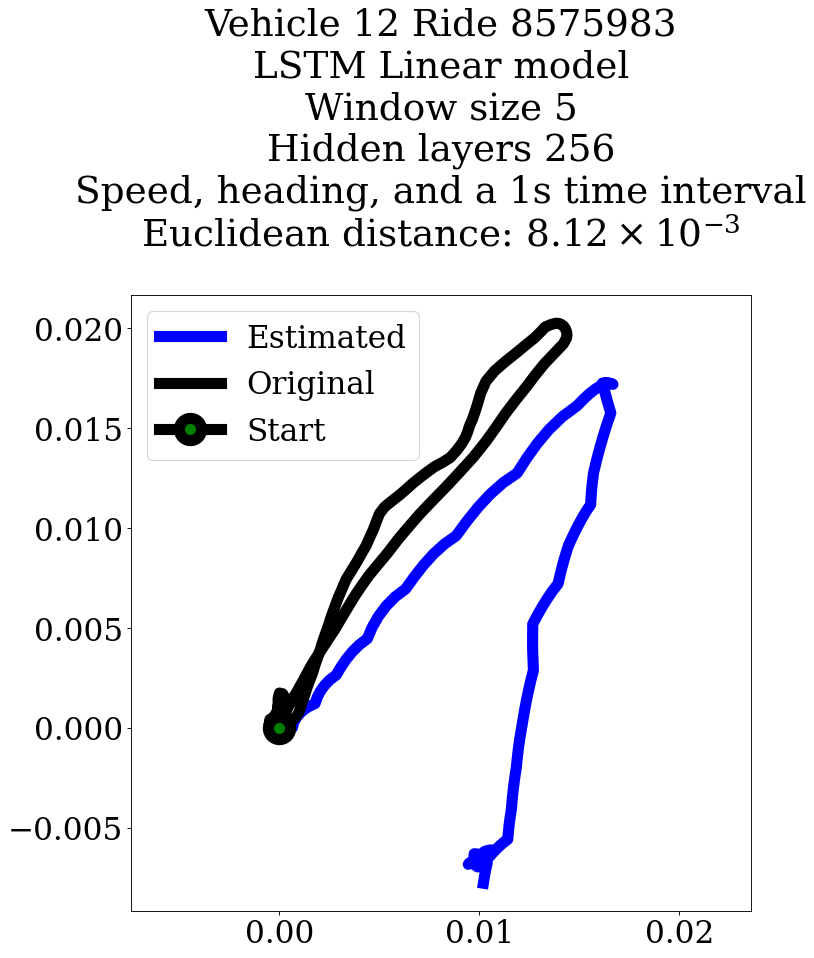 Vehicle 12 Ride 8575983
LSTM Linear model
Window size 5
Hidden layers 256
Speed, heading, and a 1s time interval
Euclidean distance: 8.12 × 10⁻³
Estimated
Original
Start
0.020
0.015
0.010
0.005
0.000
−0.005
0.00 0.01 0.02